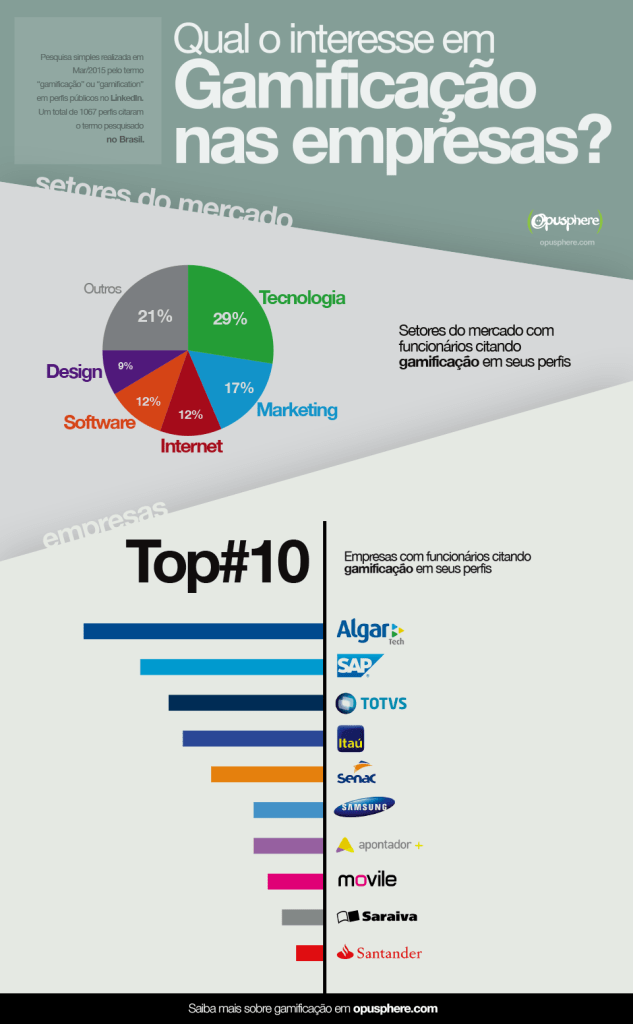 Pesquisa simples realizada em
Mar/2015 pelo termo
"gamificação" ou "gamification"
em perfis públicos no LinkedIn.
Um total de 1067 perfis citaram
o termo pesquisado
no Brasil.
Qual o interesse em
Gamificação
nas empresas?
setores do mercado
Opusphere
opusphere.com
Outros
21%
Tecnologia
29%
Design
9%
Marketing
17%
Software
12%
Internet
12%
Setores do mercado com
funcionários citando
gamificação em seus perfis
empresas
Top#10
Empresas com funcionários citando
gamificação em seus perfis
Algar
Tech
SAP
TOTVS
Itaú
Senac
SAMSUNG
apontador +
movile
Saraiva
Santander
Saiba mais sobre gamificação em opusphere.com